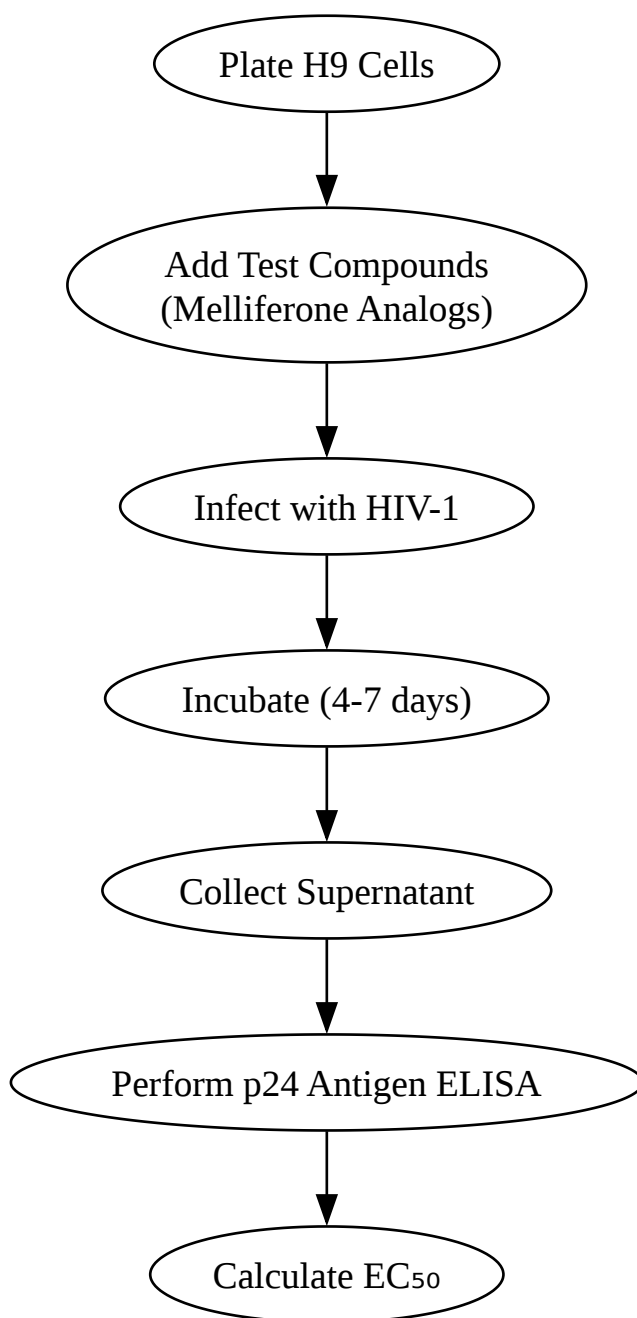 Plate H9 Cells
Add Test Compounds
(Melliferone Analogs)
Infect with HIV-1
Incubate (4-7 days)
Collect Supernatant
Perform p24 Antigen ELISA
Calculate EC₅₀